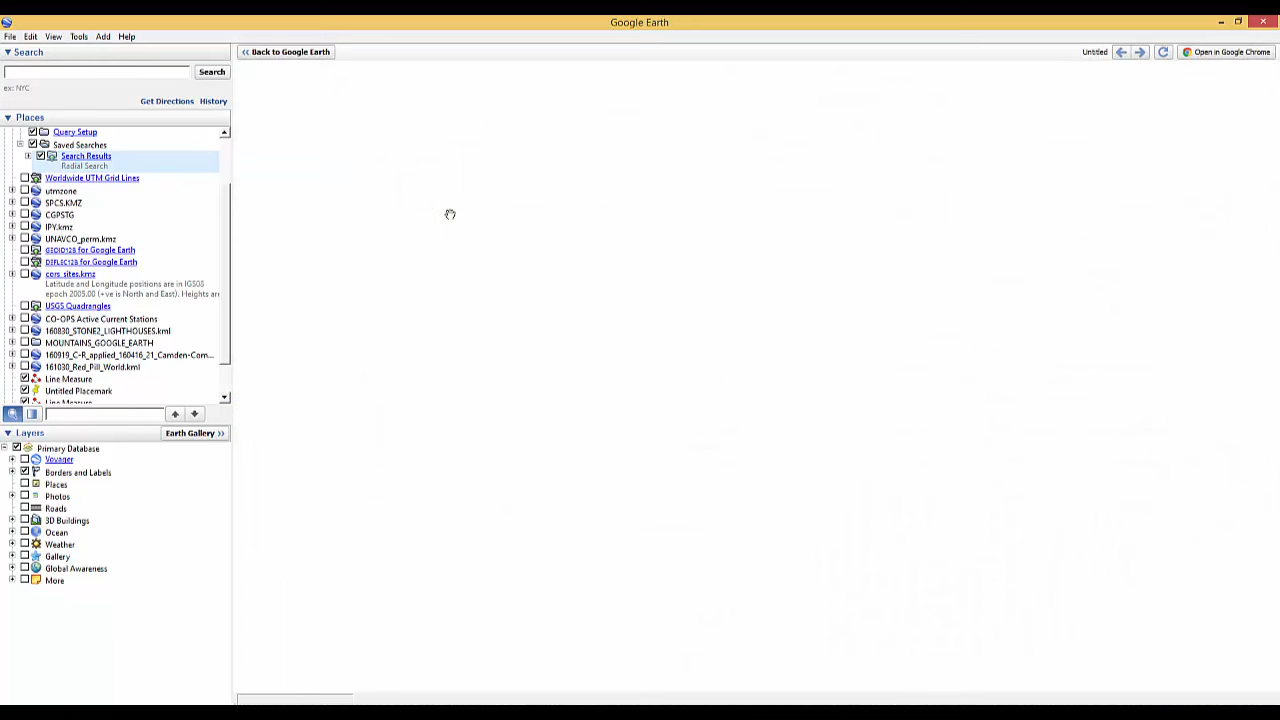 Google Earth
File Edit View Tools Add Help
Search
<< Back to Google Earth
Untitled
Open in Google Chrome
Search
ex: NYC
Get Directions History
Places
Query Setup
Saved Searches
Search Results
Radial Search
Worldwide UTM Grid Lines
utmzone
SPCS.KMZ
CGPSTG
IPY.kmz
UNAVCO_perm.kmz
GEOID12B for Google Earth
DEFLEC12B for Google Earth
cors_sites.kmz
Latitude and Longitude positions are in IGS08
epoch 2005.00 (+ve is North and East). Heights are
USGS Quadrangles
CO-OPS Active Current Stations
160830_STONE2_LIGHTHOUSES.kml
MOUNTAINS_GOOGLE_EARTH
160919_C-R_applied_160416_21_Camden-Com...
161030_Red_Pill_World.kml
Line Measure
Untitled Placemark
Line Measure
Layers
Earth Gallery >>
Primary Database
Voyager
Borders and Labels
Places
Photos
Roads
3D Buildings
Ocean
Weather
Gallery
Global Awareness
More